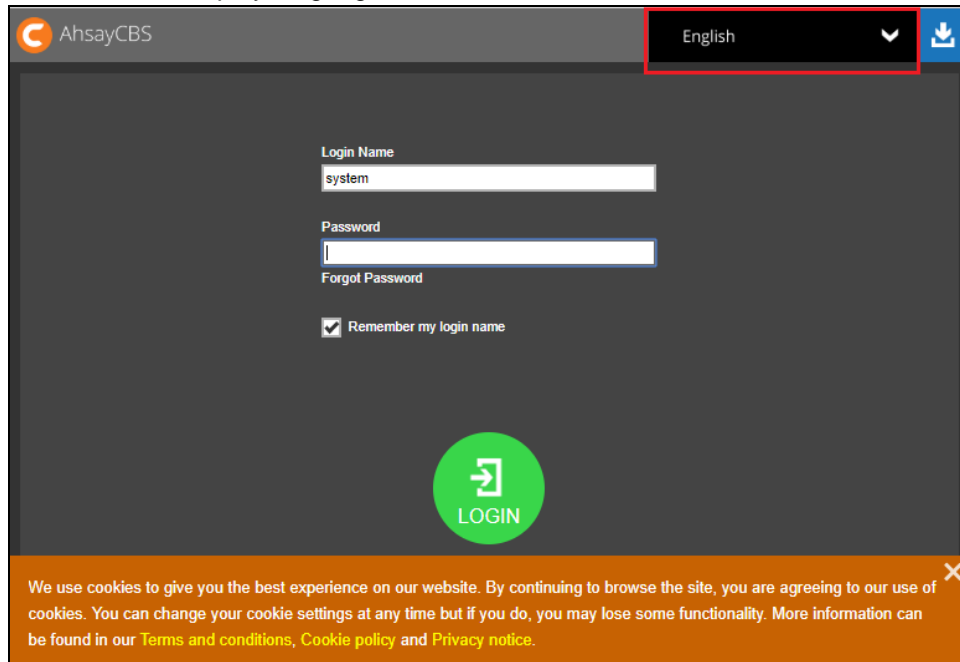 AhsayCBS
English
Login Name
system
Password
Forgot Password
Remember my login name
LOGIN
We use cookies to give you the best experience on our website. By continuing to browse the site, you are agreeing to our use of
cookies. You can change your cookie settings at any time but if you do, you may lose some functionality. More information can
be found in our Terms and conditions, Cookie policy and Privacy notice.